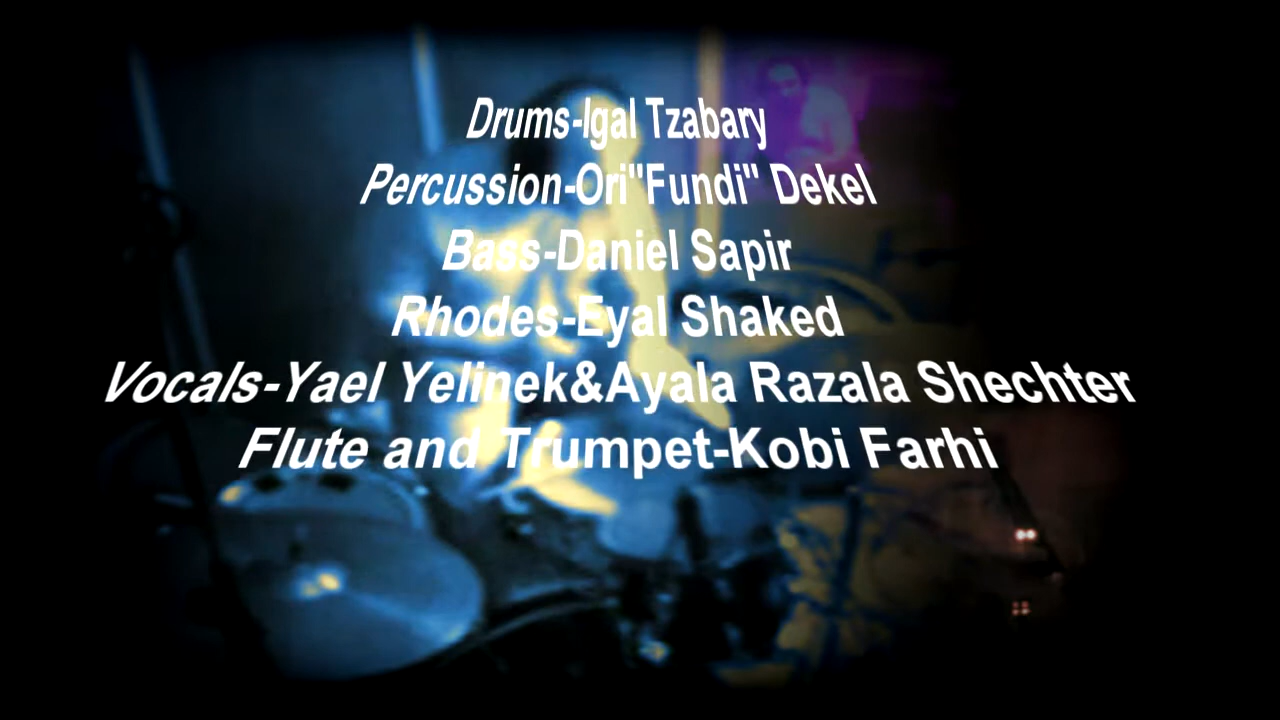 Drums-Igal Tzabary
Percussion-Ori"Fundi" Dekel
Bass-Daniel Sapir
Rhodes-Eyal Shaked
Vocals-Yael Yelinek&Ayala Razala Shechter
Flute and Trumpet-Kobi Farhi